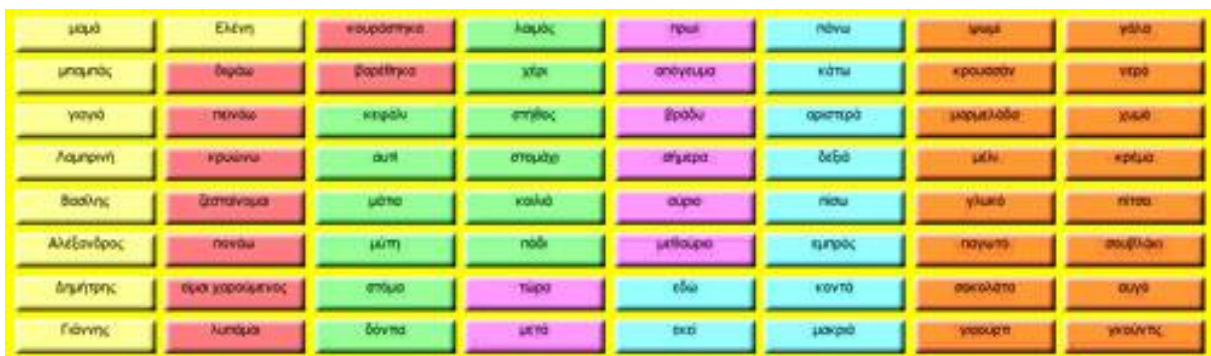 μαμά Ελένη κουράστηκα λαιμός πρωί πάνω ψωμί γάλα
μπαμπάς διψάω βαρέθηκα χέρι απόγευμα κάτω κρουασάν νερό
γιαγιά πεινάω κεφάλι στήθος βράδυ αριστερά μαρμελάδα χυμό
Λαμπρινή κρυώνω αυτί στομάχι σήμερα δεξιά μέλι κρέμα
Βασίλης ζεσταίνομαι μάτια κοιλιά αύριο πίσω γλυκό πίτσα
Αλέξανδρος πονάω μύτη πόδι μεθαύριο εμπρός παγωτό σουβλάκι
Δημήτρης είμαι χαρούμενος στόμα τώρα εδώ κοντά σοκολάτα αυγό
Γιάννης λυπάμαι δόντια μετά εκεί μακριά γιαούρτι γκούντις